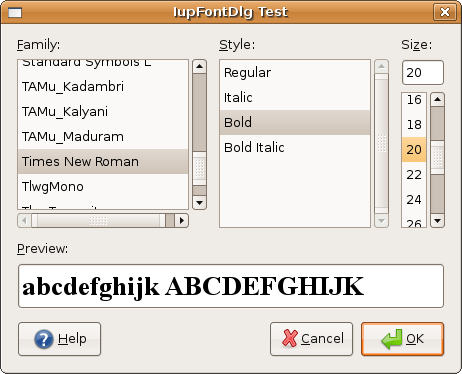 IupFontDlg Test
Family:
Style:
Size:
Standard Symbols L
TAMu_Kadambri
TAMu_Kalyani
TAMu_Maduram
Times New Roman
TlwgMono
Regular
Italic
Bold
Bold Italic
20
16
18
20
22
24
26
Preview:
abcdefghijk ABCDEFGHIJK
Help
Cancel
OK